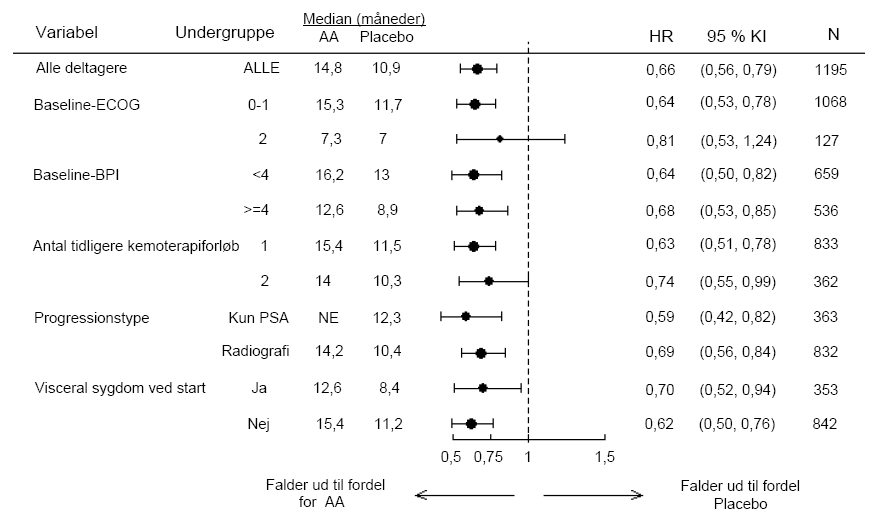 Median (måneder)
Variabel Undergruppe AA Placebo HR 95 % KI N
Alle deltagere ALLE 14,8 10,9 0,66 (0,56, 0,79) 1195
Baseline-ECOG 0-1 15,3 11,7 0,64 (0,53, 0,78) 1068
2 7,3 7 0,81 (0,53, 1,24) 127
Baseline-BPI <4 16,2 13 0,64 (0,50, 0,82) 659
>=4 12,6 8,9 0,68 (0,53, 0,85) 536
Antal tidligere kemoterapiforløb 1 15,4 11,5 0,63 (0,51, 0,78) 833
2 14 10,3 0,74 (0,55, 0,99) 362
Progressionstype Kun PSA NE 12,3 0,59 (0,42, 0,82) 363
Radiografi 14,2 10,4 0,69 (0,56, 0,84) 832
Visceral sygdom ved start Ja 12,6 8,4 0,70 (0,52, 0,94) 353
Nej 15,4 11,2 0,62 (0,50, 0,76) 842
0,5 0,75 1 1,5
Falder ud til fordel
for AA
Falder ud til fordel
Placebo